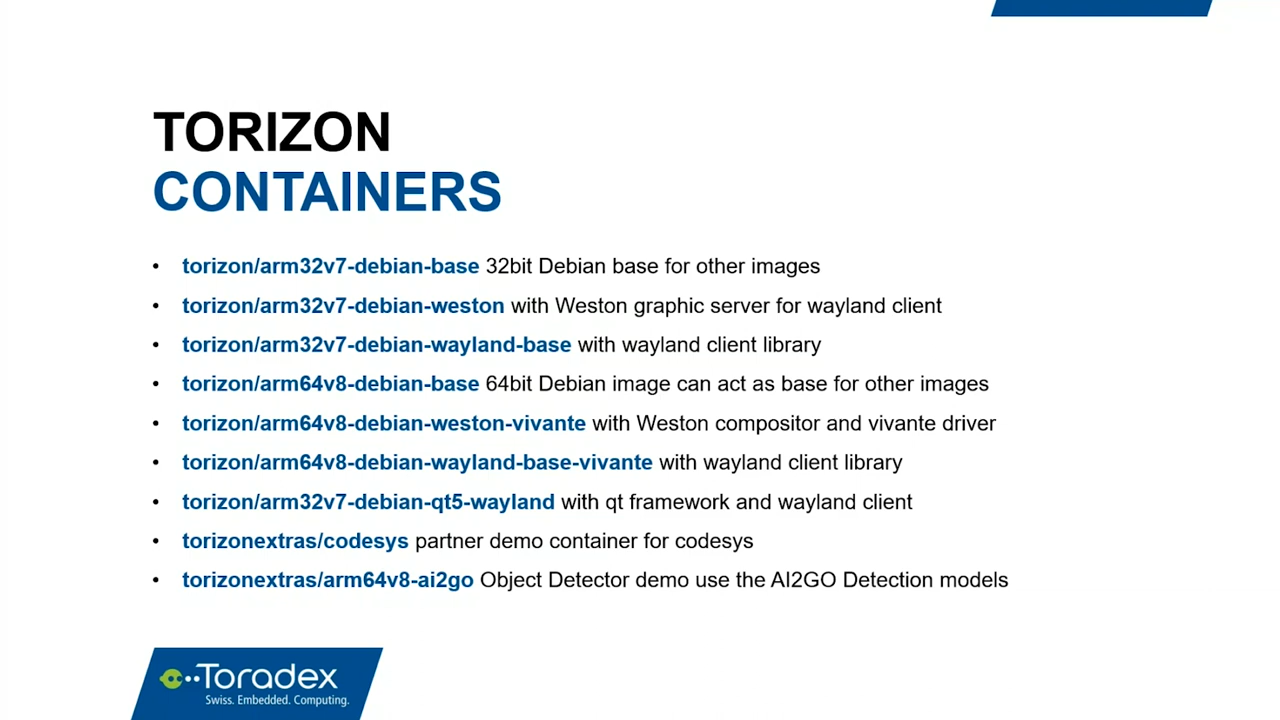 TORIZON
CONTAINERS
• torizon/arm32v7-debian-base 32bit Debian base for other images
• torizon/arm32v7-debian-weston with Weston graphic server for wayland client
• torizon/arm32v7-debian-wayland-base with wayland client library
• torizon/arm64v8-debian-base 64bit Debian image can act as base for other images
• torizon/arm64v8-debian-weston-vivante with Weston compositor and vivante driver
• torizon/arm64v8-debian-wayland-base-vivante with wayland client library
• torizon/arm32v7-debian-qt5-wayland with qt framework and wayland client
• torizonextras/codesys partner demo container for codesys
• torizonextras/arm64v8-ai2go Object Detector demo use the AI2GO Detection models
Toradex
Swiss. Embedded. Computing.